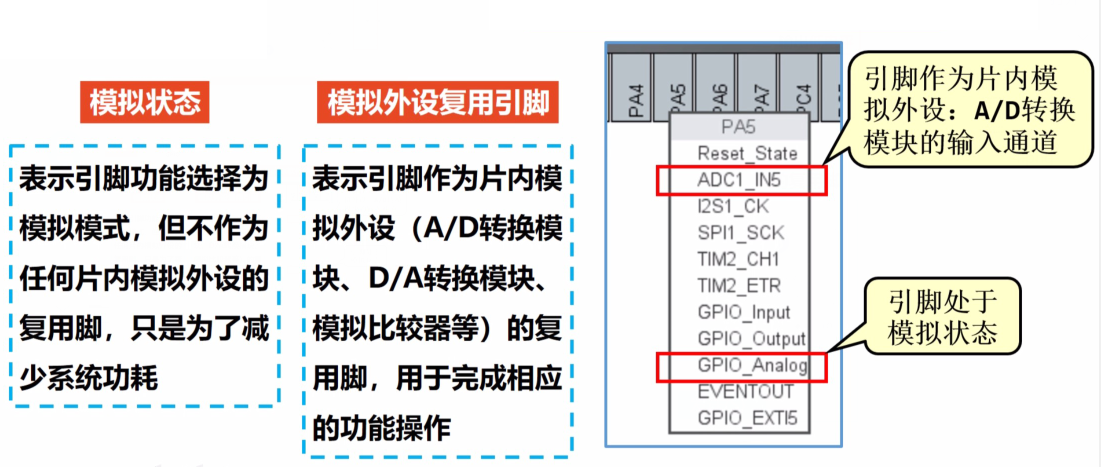 模拟状态
表示引脚功能选择为
模拟模式，但不作为
任何片内模拟外设的
复用脚，只是为了减
少系统功耗
模拟外设复用引脚
表示引脚作为片内模
拟外设（A/D转换模
块、D/A转换模块、
模拟比较器等）的复
用脚，用于完成相应
的功能操作
PA4
PA5
PA6
PA7
PC4
PA5
Reset_State
ADC1_IN5
I2S1_CK
SPI1_SCK
TIM2_CH1
TIM2_ETR
GPIO_Input
GPIO_Output
GPIO_Analog
EVENTOUT
GPIO_EXTI5
引脚作为片内模
拟外设：A/D转换
模块的输入通道
引脚处于
模拟状态